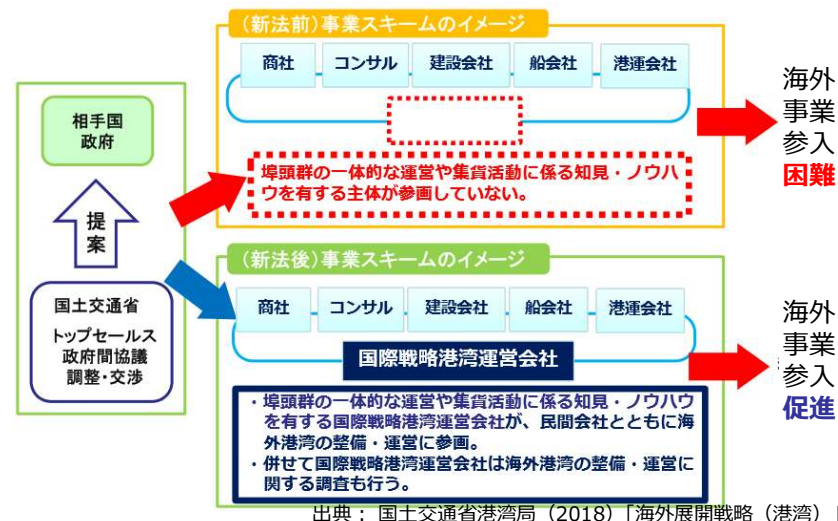 相手国
政府
提
案
国土交通省
トップセールス
政府間協議
調整・交渉
(新法前)事業スキームのイメージ
商社 コンサル 建設会社 船会社 港運会社
埠頭群の一体的な運営や集貨活動に係る知見・ノウハ
ウを有する主体が参画していない。
海外
事業
参入
困難
(新法後)事業スキームのイメージ
商社 コンサル 建設会社 船会社 港運会社
国際戦略港湾運営会社
・埠頭群の一体的な運営や集貨活動に係る知見・ノウハウ
を有する国際戦略港湾運営会社が、民間会社とともに海
外港湾の整備・運営に参画。
・併せて国際戦略港湾運営会社は海外港湾の整備・運営に
関する調査も行う。
海外
事業
参入
促進
出典： 国土交通省港湾局（2018）「海外展開戦略（港湾）